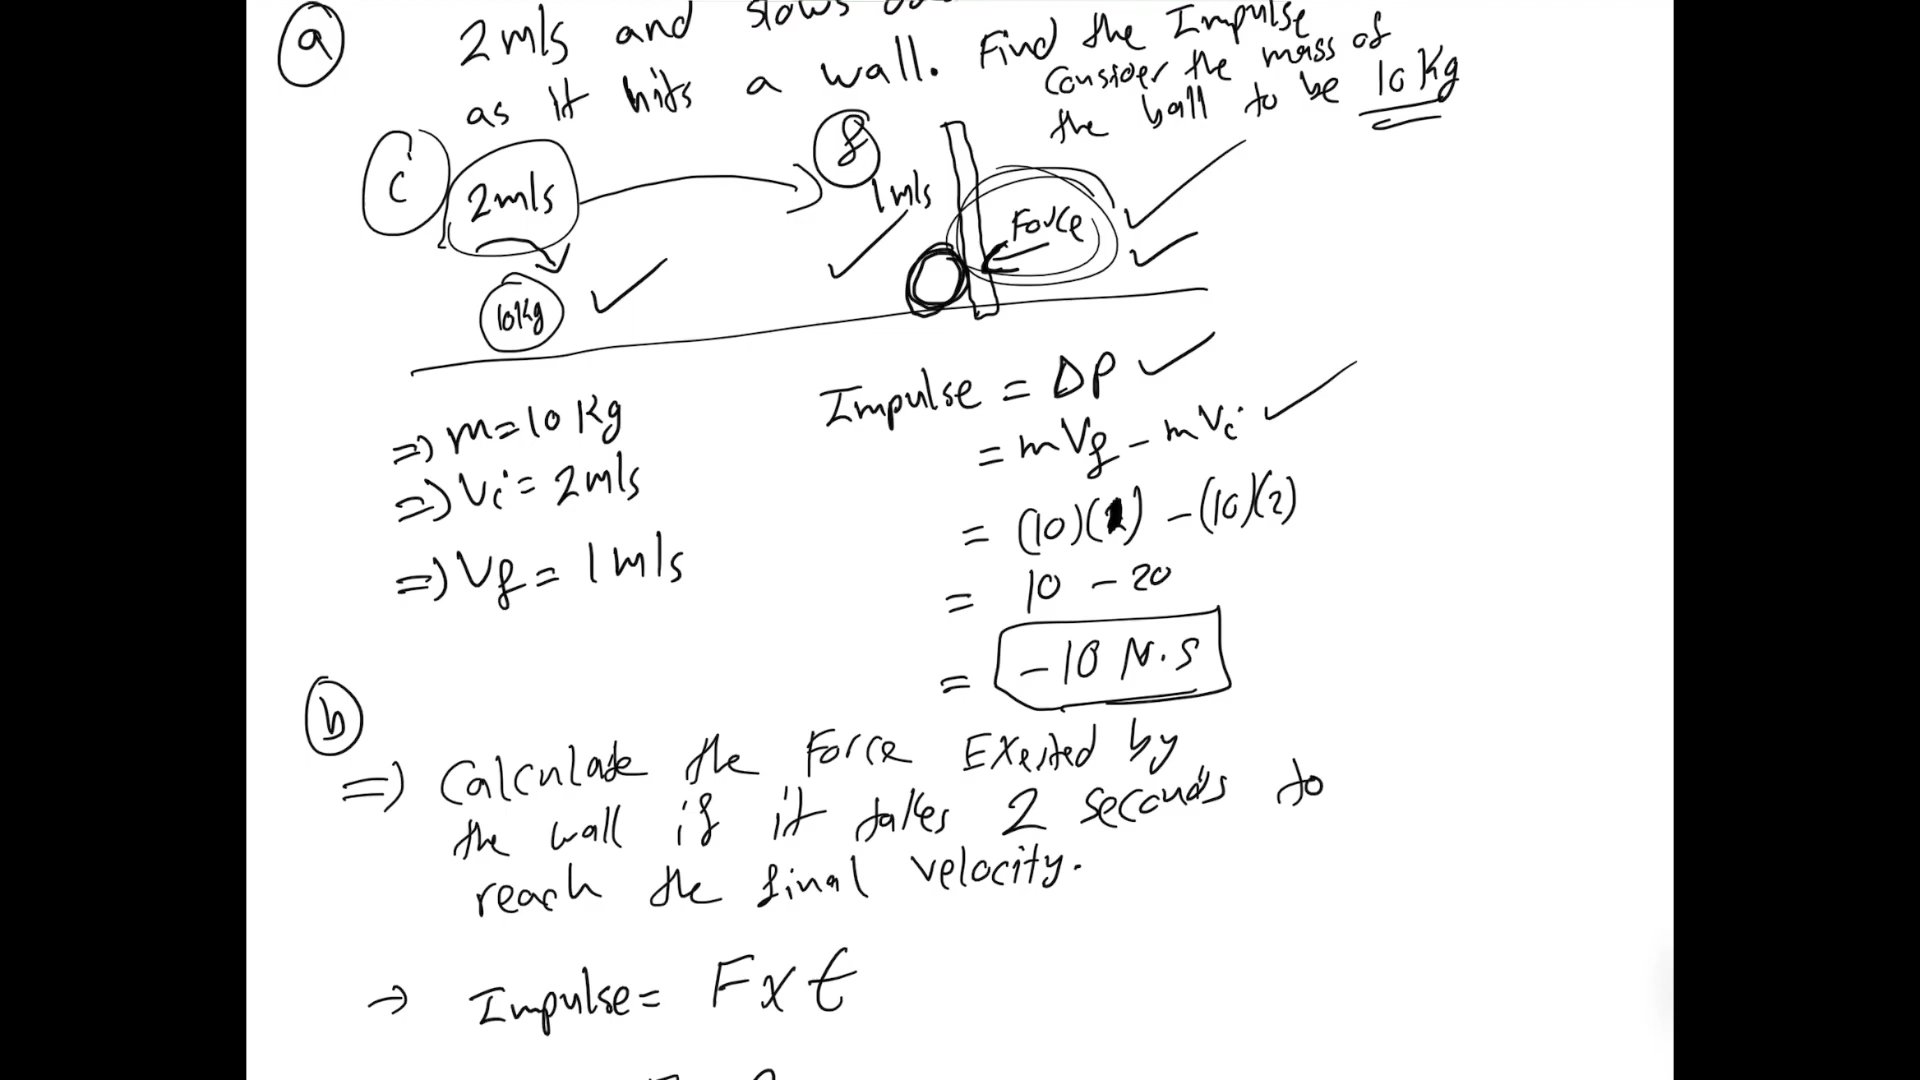 a
2m/s and slows
as it hits a wall. Find the Impulse
Consider the mass of
the ball to be 10 Kg
i 2m/s
f
1m/s
Force
10Kg
=> m=10 Kg
=> Vi = 2m/s
=> Vf = 1m/s
Impulse = ΔP
= mVf - mVi
= (10)(1) - (10)(2)
= 10 - 20
= -10 N.s
b
=> Calculate the Force Exerted by
the wall if it takes 2 seconds to
reach the final velocity.
→ Impulse = F x t